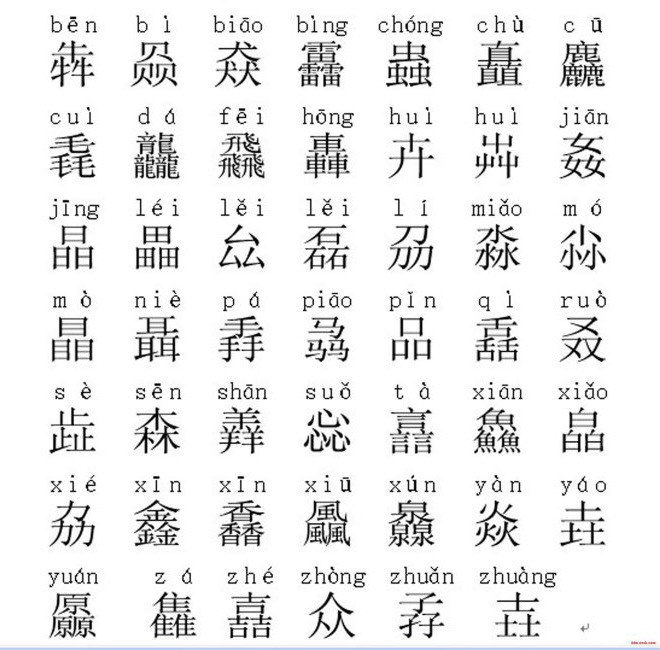 bēn bì biāo bìng chóng chù cū
犇 赑 猋 靐 蟲 矗 麤
cuì dá fēi hōng huì huì jiān
毳 龘 飝 轟 卉 芔 姦
jīng léi lěi lěi lí miǎo mó
晶 畾 厽 磊 刕 淼 尛
mò niè pá piāo pǐn qì ruò
瞐 聶 掱 骉 品 舙 叒
sè sēn shān suǒ tà xiān xiǎo
歮 森 羴 惢 譶 鱻 皛
xié xīn xīn xiū xún yàn yáo
劦 鑫 馫 飍 灥 焱 垚
yuán zá zhé zhòng zhuǎn zhuàng
厵 雥 嚞 众 孨 壵